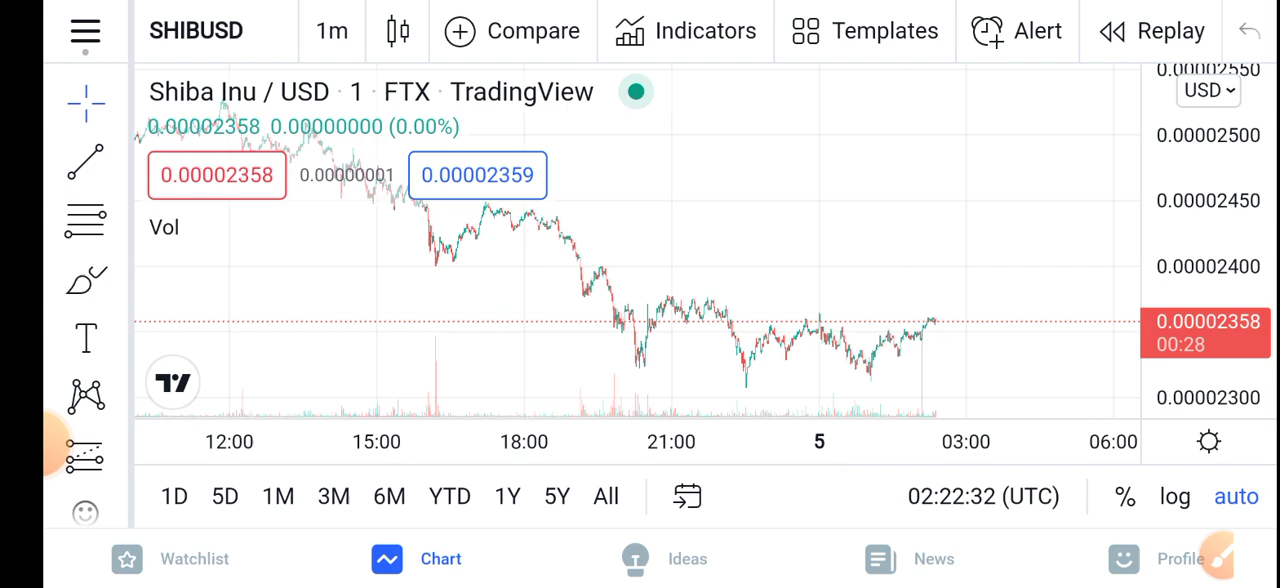 SHIBUSD 1m Compare Indicators Templates Alert Replay
Shiba Inu / USD · 1 · FTX · TradingView
0.00002358 0.00000000 (0.00%)
0.00002358 0.00000001 0.00002359
Vol
0.00002550
USD
0.00002500
0.00002450
0.00002400
0.00002358
00:28
0.00002300
12:00 15:00 18:00 21:00 5 03:00 06:00
1D 5D 1M 3M 6M YTD 1Y 5Y All 02:22:32 (UTC) % log auto
Watchlist Chart Ideas News Profile